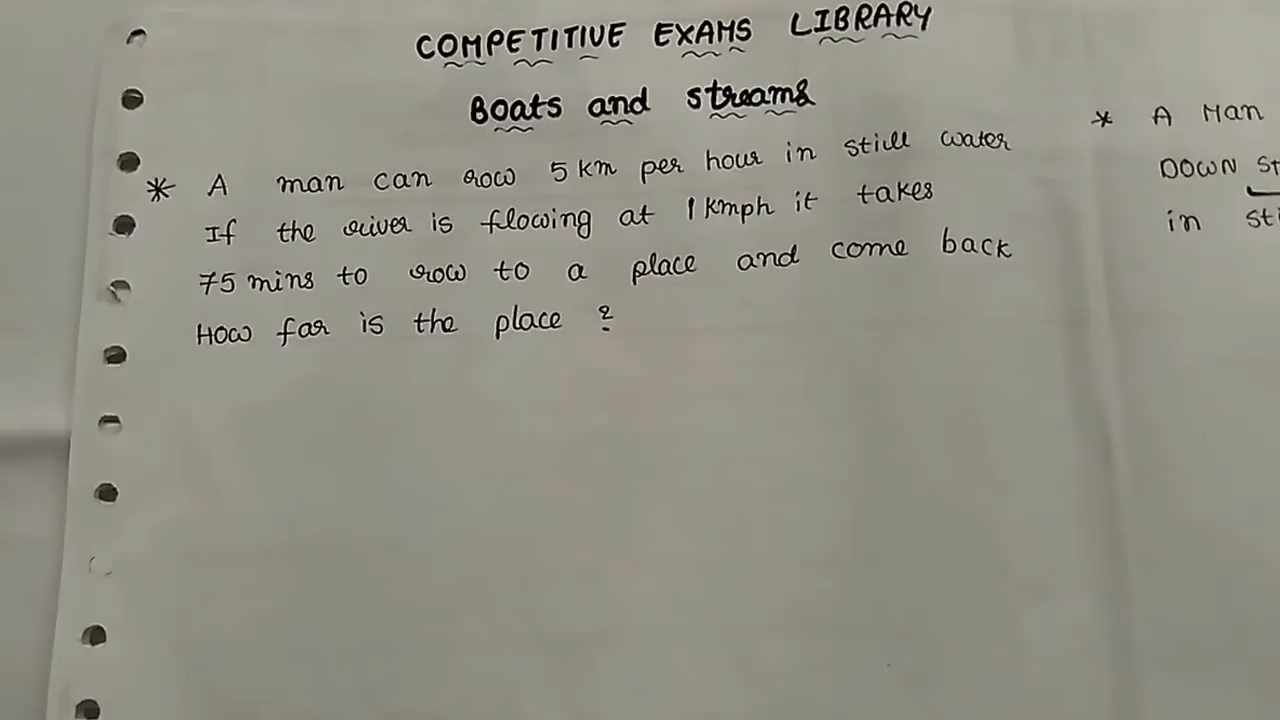 COMPETITIVE EXAMS LIBRARY
Boats and streams
* A man can row 5 km per hour in still water
If the river is flowing at 1 kmph it takes
75 mins to row to a place and come back
How far is the place ?
* A Man
DOWN St
in sti